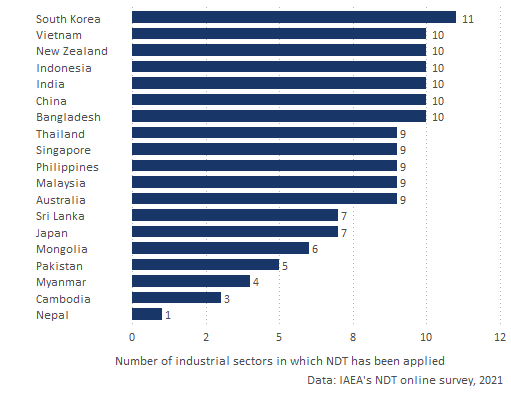 South Korea 11
Vietnam 10
New Zealand 10
Indonesia 10
India 10
China 10
Bangladesh 10
Thailand 9
Singapore 9
Philippines 9
Malaysia 9
Australia 9
Sri Lanka 7
Japan 7
Mongolia 6
Pakistan 5
Myanmar 4
Cambodia 3
Nepal 1
0 2 5 8 10 12
Number of industrial sectors in which NDT has been applied
Data: IAEA's NDT online survey, 2021